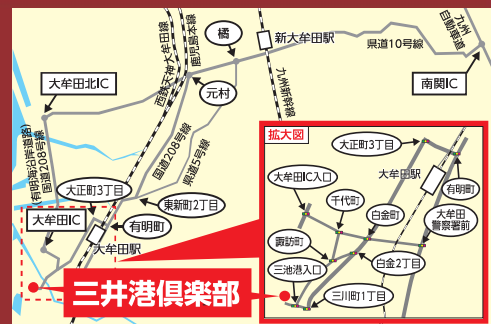 橘
新大牟田駅
九州自動車道
県道10号線
鹿児島本線
西鉄天神大牟田線
大牟田北IC
元村
九州新幹線
南関IC
(有明海沿岸道路)
国道208号線
国道208号線
県道5号線
大正町3丁目
東新町2丁目
大牟田IC
有明町
大牟田駅
三井港倶楽部
拡大図
大正町3丁目
大牟田駅
大牟田IC入口
千代町
有明町
白金町
大牟田
警察署前
諏訪町
白金2丁目
三池港入口
三川町1丁目